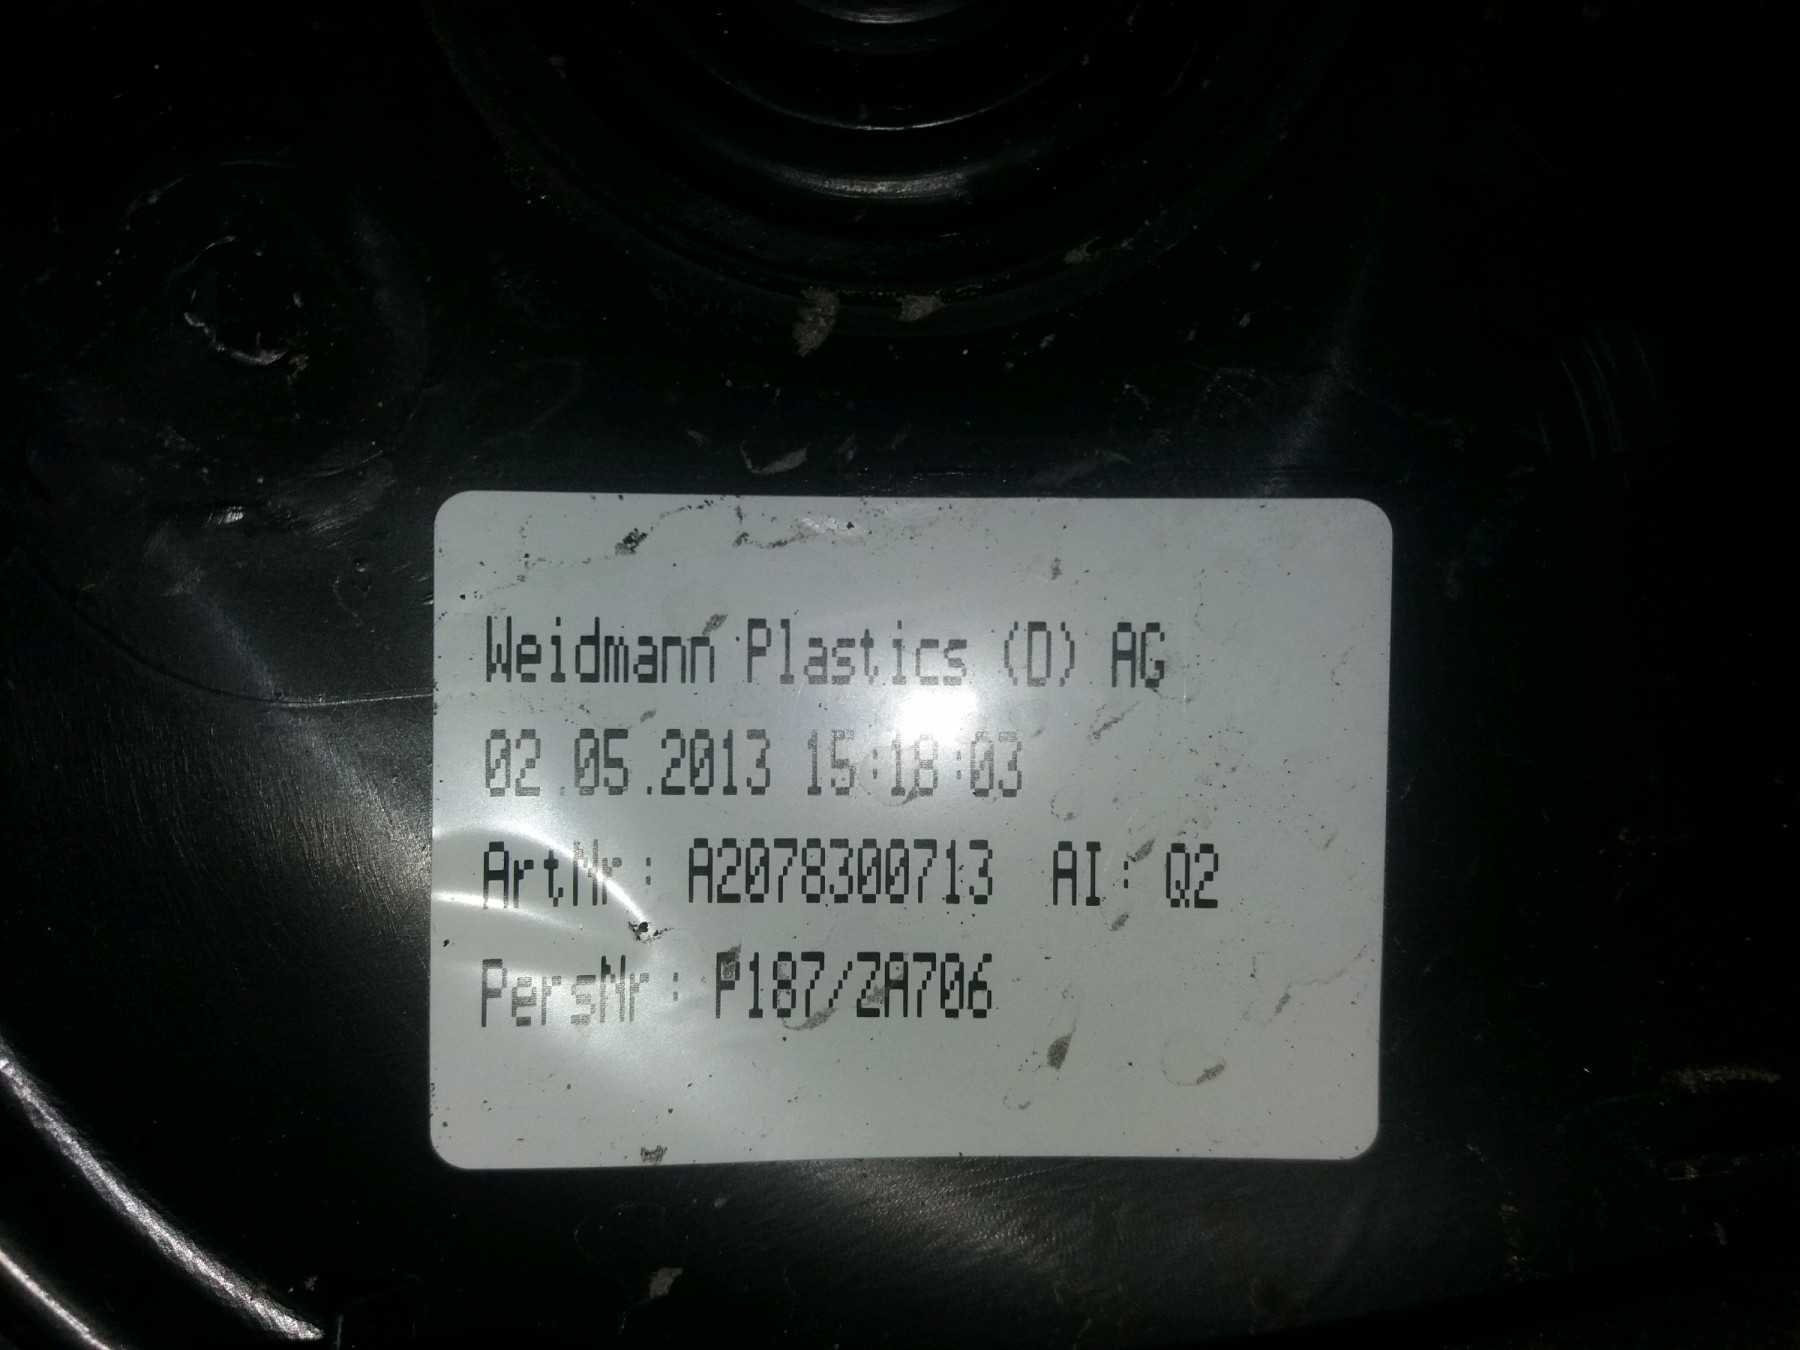 Weidmann Plastics (D) AG
02.05.2013 15:18:03
ArtNr: A2078300713 AI: Q2
PersNr: P187/ZA706